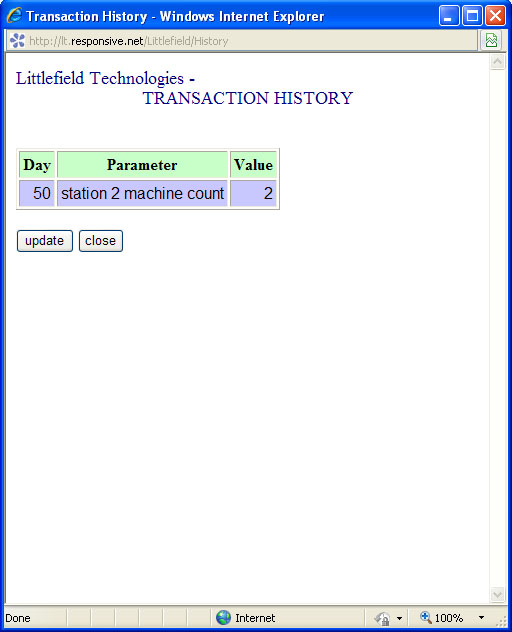 Transaction History - Windows Internet Explorer
http://lt.responsive.net/Littlefield/History
Littlefield Technologies -
TRANSACTION HISTORY
Day Parameter Value
50 station 2 machine count 2
update close
Done Internet 100%